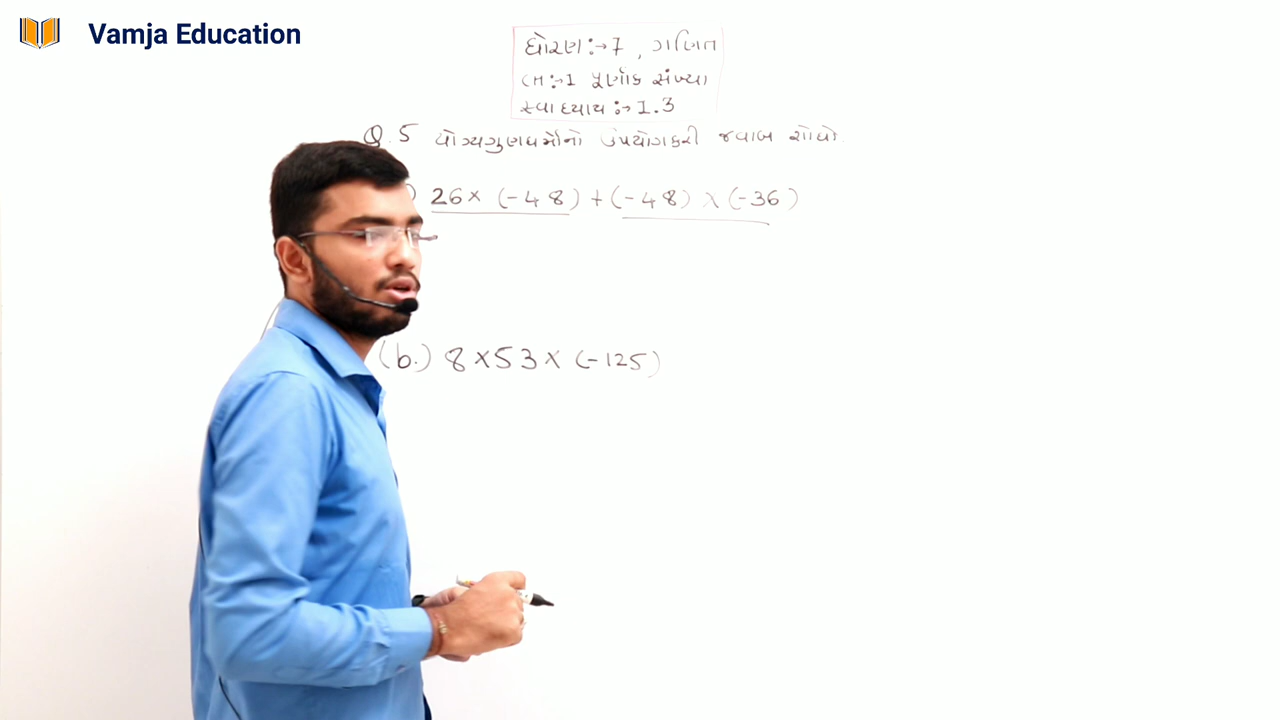 Vamja Education
ધોરણ :→ 7, ગણિત
CH :→ 1 પૂર્ણાંક સંખ્યા
સ્વાધ્યાય :→ 1.3
Q.5 યોગ્યગુણધર્મોનો ઉપયોગકરી જવાબ શોધો.
) 26 × (-48) + (-48) × (-36)
(b.) 8 × 53 × (-125)